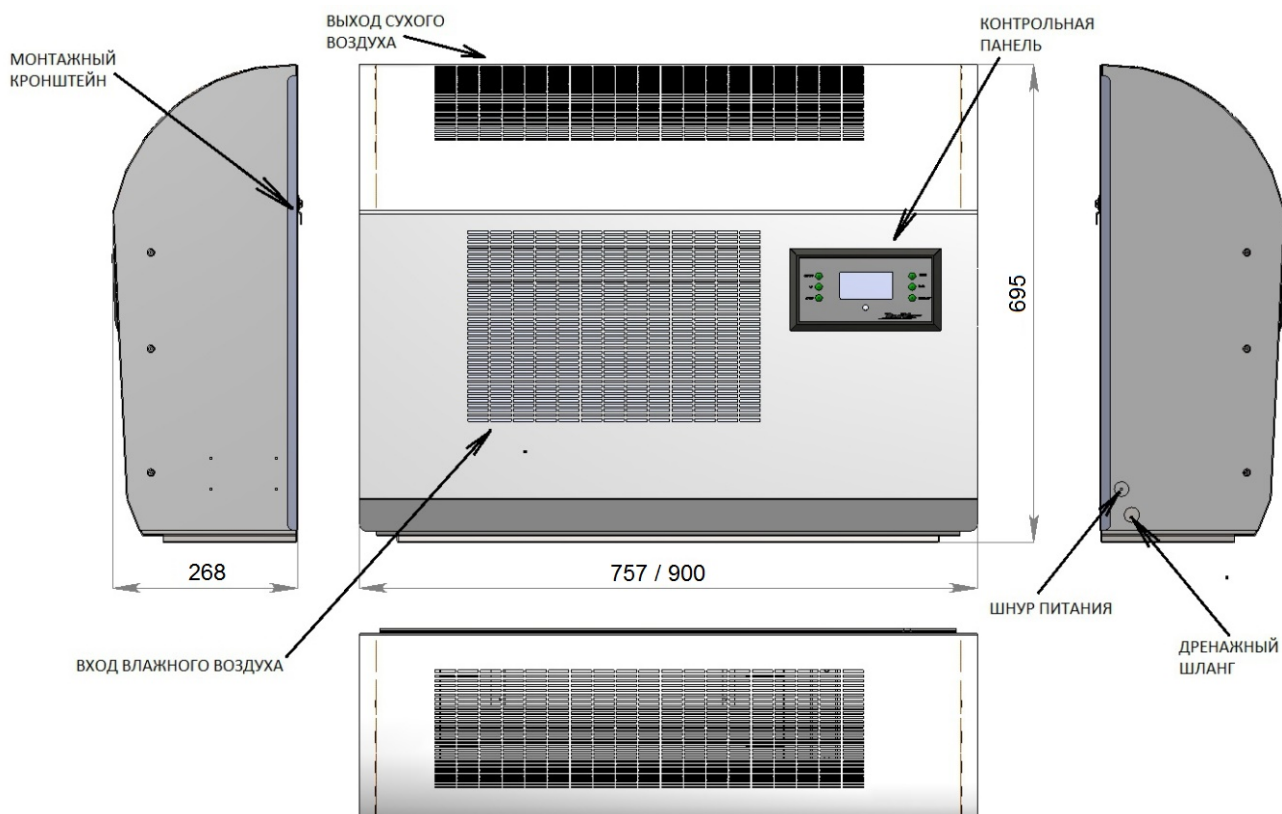 ВЫХОД СУХОГО
ВОЗДУХА
КОНТРОЛЬНАЯ
ПАНЕЛЬ
МОНТАЖНЫЙ
КРОНШТЕЙН
695
268
757 / 900
ШНУР ПИТАНИЯ
ВХОД ВЛАЖНОГО ВОЗДУХА
ДРЕНАЖНЫЙ
ШЛАНГ